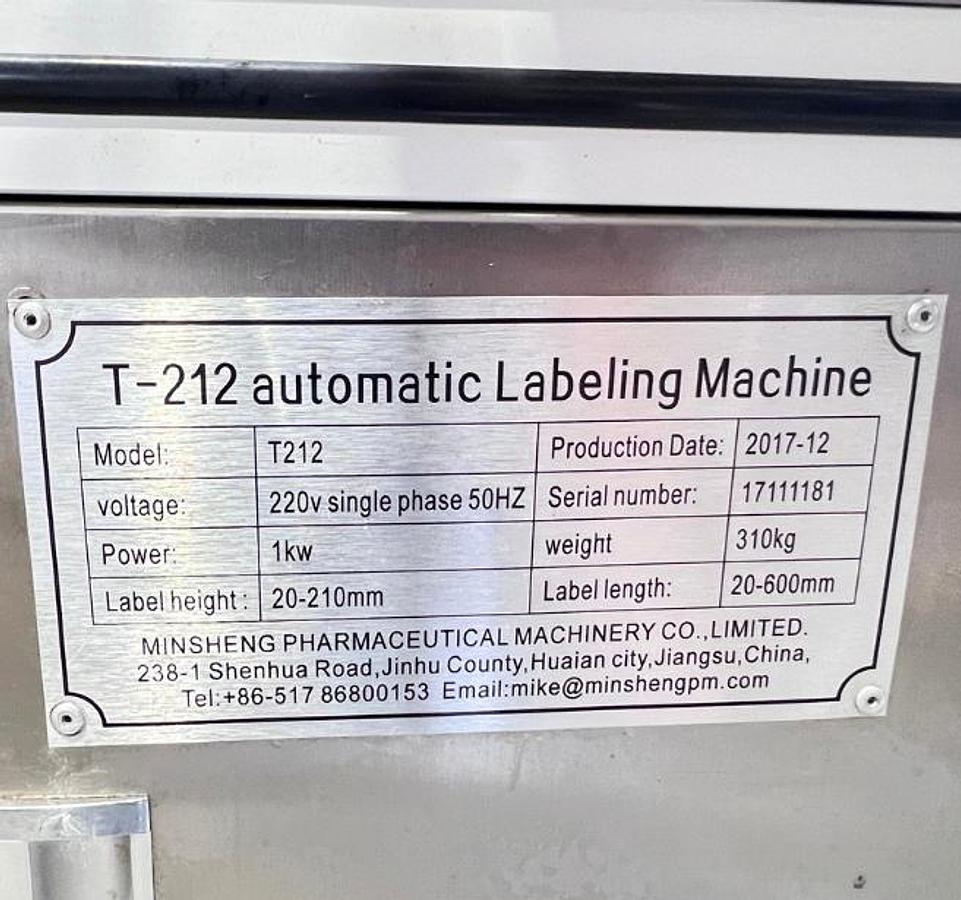 T-212 automatic Labeling Machine
Model: T212 Production Date: 2017-12
voltage: 220v single phase 50HZ Serial number: 17111181
Power: 1kw weight 310kg
Label height: 20-210mm Label length: 20-600mm
MINSHENG PHARMACEUTICAL MACHINERY CO.,LIMITED.
238-1 Shenhua Road,Jinhu County,Huaian city,Jiangsu,China,
Tel:+86-517 86800153 Email:mike@minshengpm.com